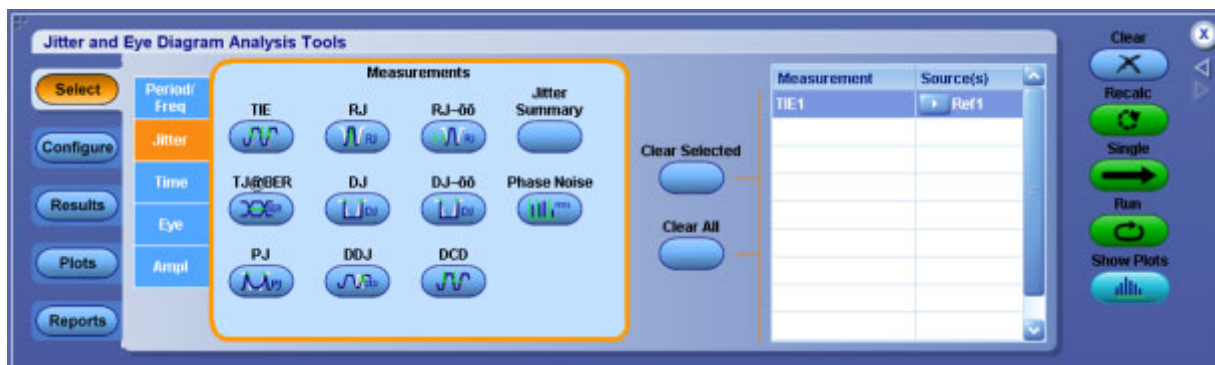 Jitter and Eye Diagram Analysis Tools
Select
Configure
Results
Plots
Reports
Period/
Freq
Jitter
Time
Eye
Ampl
Measurements
TIE
RJ
RJ-δδ
Jitter
Summary
TJ@BER
DJ
DJ-δδ
Phase Noise
PJ
DDJ
DCD
Clear Selected
Clear All
Measurement Source(s)
TIE1 Ref1
Clear
X
Recalc
Single
Run
Show Plots